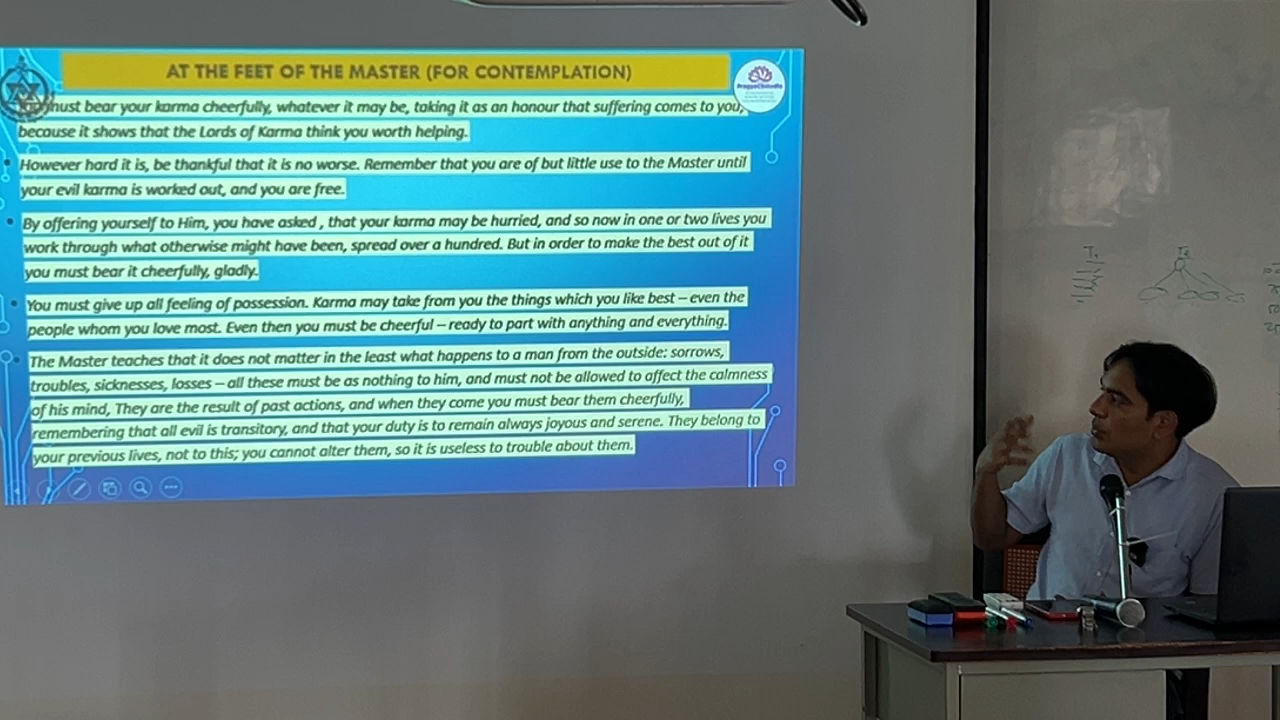 AT THE FEET OF THE MASTER (FOR CONTEMPLATION)
PragyaChakshu
must bear your karma cheerfully, whatever it may be, taking it as an honour that suffering comes to you,
because it shows that the Lords of Karma think you worth helping.
However hard it is, be thankful that it is no worse. Remember that you are of but little use to the Master until
your evil karma is worked out, and you are free.
By offering yourself to Him, you have asked , that your karma may be hurried, and so now in one or two lives you
work through what otherwise might have been, spread over a hundred. But in order to make the best out of it
you must bear it cheerfully, gladly.
You must give up all feeling of possession. Karma may take from you the things which you like best – even the
people whom you love most. Even then you must be cheerful – ready to part with anything and everything.
The Master teaches that it does not matter in the least what happens to a man from the outside: sorrows,
troubles, sicknesses, losses – all these must be as nothing to him, and must not be allowed to affect the calmness
of his mind, They are the result of past actions, and when they come you must bear them cheerfully,
remembering that all evil is transitory, and that your duty is to remain always joyous and serene. They belong to
your previous lives, not to this; you cannot alter them, so it is useless to trouble about them.